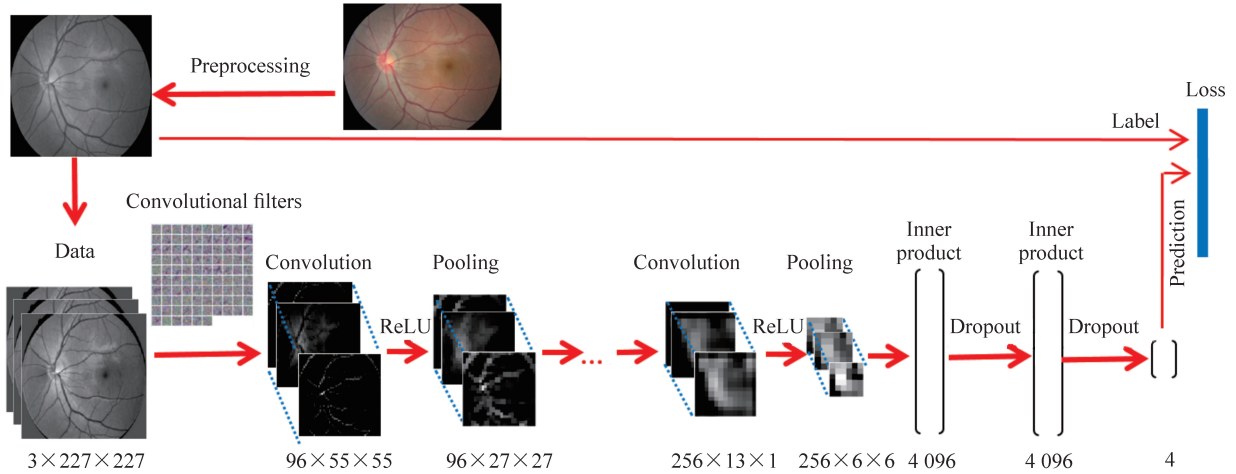 Preprocessing
Loss
Label
Convolutional filters
Data
Convolution
Pooling
Convolution
Pooling
Inner
product
Inner
product
Prediction
ReLU
...
ReLU
Dropout
Dropout
3×227×227
96×55×55
96×27×27
256×13×1
256×6×6
4 096
4 096
4